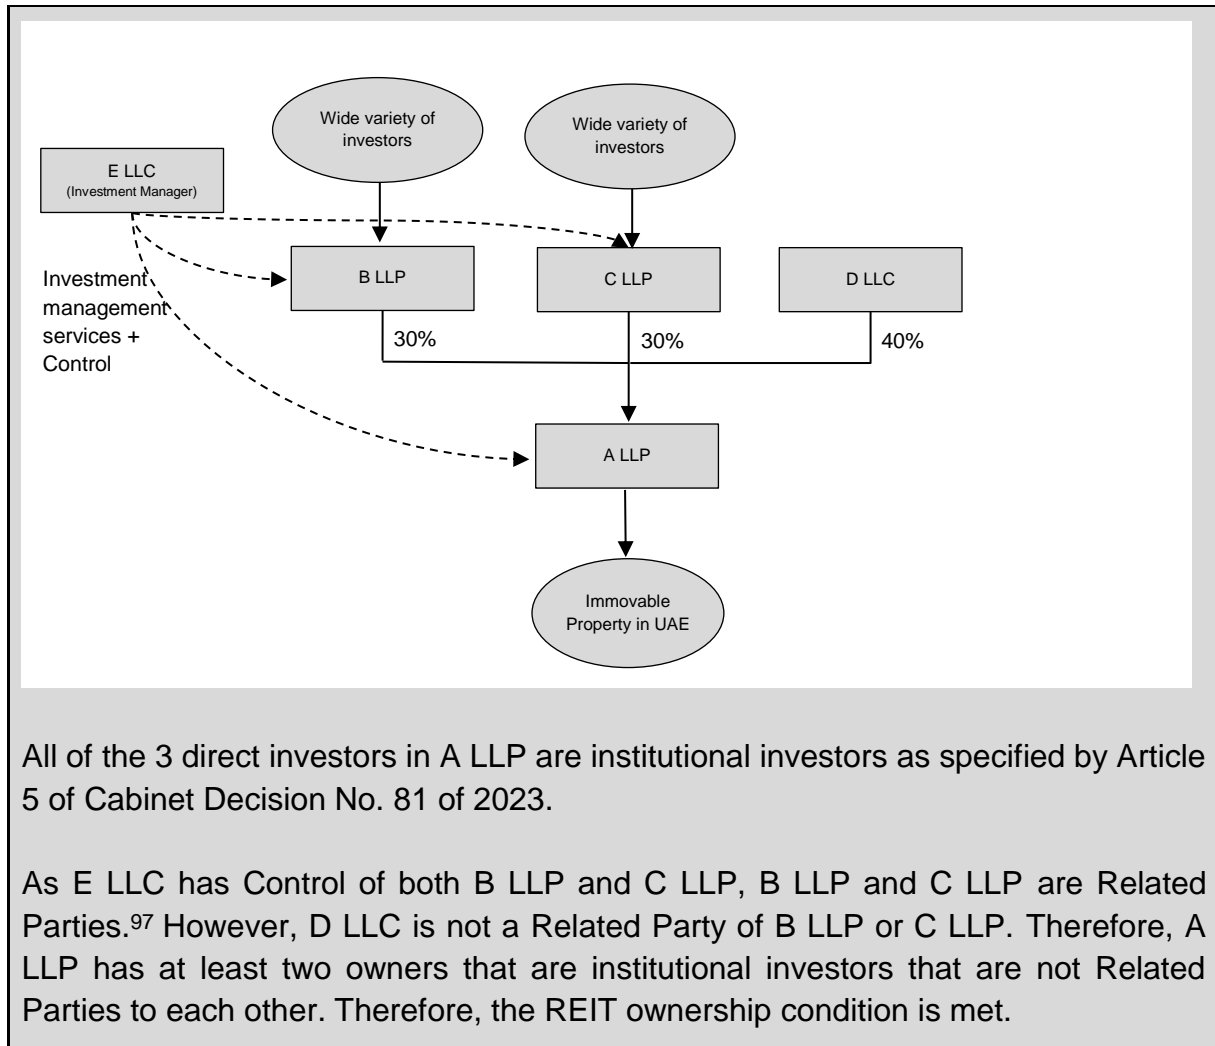 Wide variety of
investors
Wide variety of
investors
E LLC
(Investment Manager)
B LLP
C LLP
D LLC
Investment
management
services +
Control
30%
30%
40%
A LLP
Immovable
Property in UAE
All of the 3 direct investors in A LLP are institutional investors as specified by Article
5 of Cabinet Decision No. 81 of 2023.
As E LLC has Control of both B LLP and C LLP, B LLP and C LLP are Related
Parties.97 However, D LLC is not a Related Party of B LLP or C LLP. Therefore, A
LLP has at least two owners that are institutional investors that are not Related
Parties to each other. Therefore, the REIT ownership condition is met.